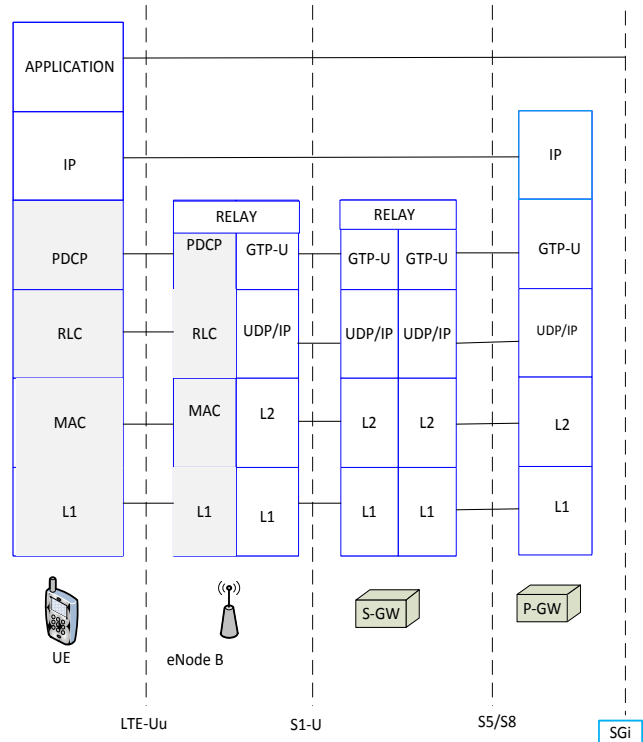 APPLICATION
IP
IP
RELAY
RELAY
PDCP
PDCP
GTP-U
GTP-U
GTP-U
GTP-U
RLC
RLC
UDP/IP
UDP/IP
UDP/IP
UDP/IP
MAC
MAC
L2
L2
L2
L2
L1
L1
L1
L1
L1
L1
S-GW
P-GW
UE
eNode B
LTE-Uu
S1-U
S5/S8
SGi